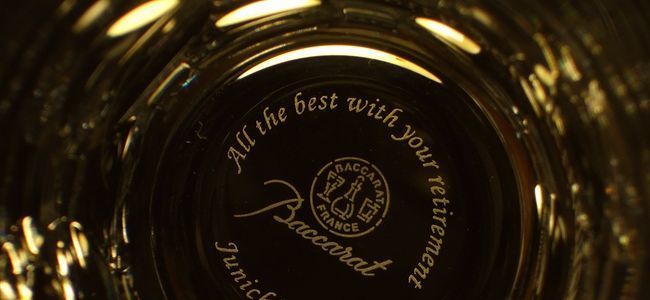 All the best with your retirement
BACCARAT
FRANCE
Baccarat